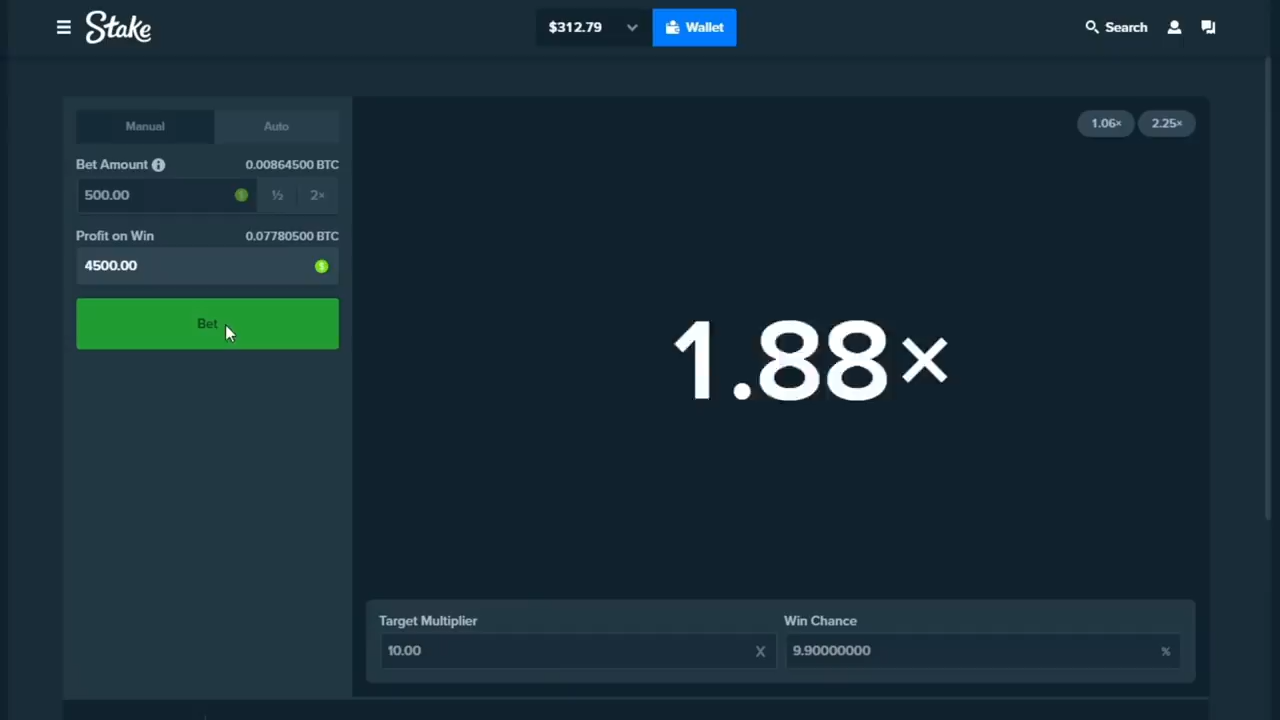 Stake
$312.79
Wallet
Search
Manual
Auto
1.06×
2.25×
Bet Amount
0.00864500 BTC
500.00
½
2×
Profit on Win
0.07780500 BTC
4500.00
Bet
1.88×
Target Multiplier
Win Chance
10.00
X
9.90000000
%